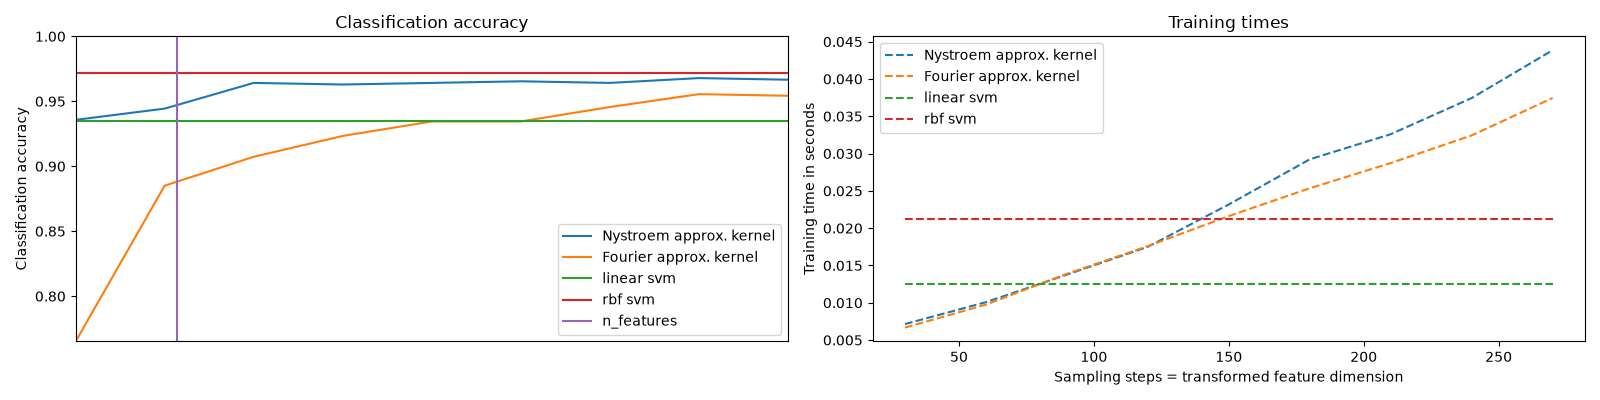 Classification accuracy
Classification accuracy
1.00
0.95
0.90
0.85
0.80
Nystroem approx. kernel
Fourier approx. kernel
linear svm
rbf svm
n_features
Training times
Training time in seconds
0.045
0.040
0.035
0.030
0.025
0.020
0.015
0.010
0.005
Nystroem approx. kernel
Fourier approx. kernel
linear svm
rbf svm
50 100 150 200 250
Sampling steps = transformed feature dimension